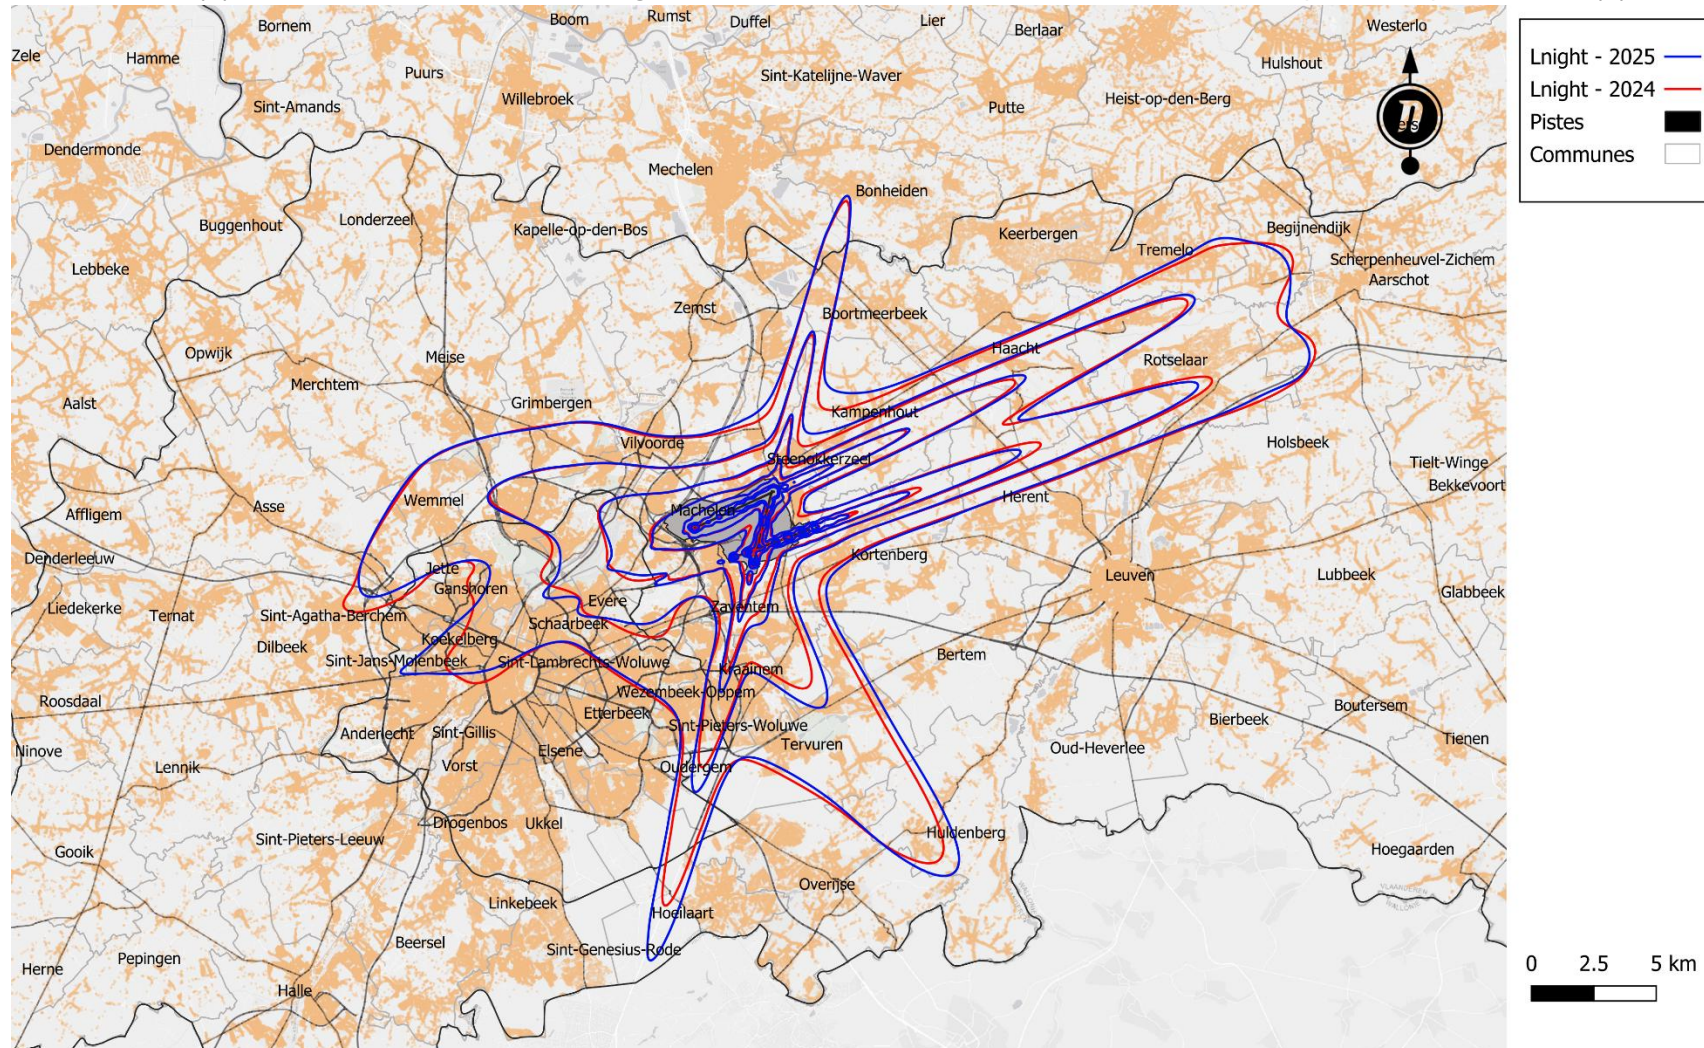 Bornem
Boom
Rumst
Duffel
Lier
Berlaar
Westerlo
Zele
Hamme
Puurs
Sint-Amands
Willebroek
Sint-Katelijne-Waver
Putte
Heist-op-den-Berg
Hulshout
Lnight - 2025
Lnight - 2024
Pistes
Communes
Dendermonde
Mechelen
Bonheiden
Buggenhout
Londerzeel
Kapelle-op-den-Bos
Keerbergen
Tremelo
Begijnendijk
Scherpenheuvel-Zichem
Aarschot
Lebbeke
Zemst
Boortmeerbeek
Opwijk
Meise
Haacht
Rotselaar
Merchtem
Aalst
Grimbergen
Kampenhout
Vilvoorde
Holsbeek
Steenokkerzeel
Tielt-Winge
Bekkevoort
Asse
Wemmel
Herent
Affligem
Machelen
Denderleeuw
Kortenberg
Jette
Ganshoren
Leuven
Lubbeek
Glabbeek
Liedekerke
Ternat
Sint-Agatha-Berchem
Evere
Zaventem
Schaarbeek
Dilbeek
Koekelberg
Sint-Jans-Molenbeek
Sint-Lambrechts-Woluwe
Kraainem
Bertem
Roosdaal
Wezembeek-Oppem
Etterbeek
Sint-Pieters-Woluwe
Bierbeek
Boutersem
Anderlecht
Sint-Gillis
Elsene
Tervuren
Oud-Heverlee
Tienen
Ninove
Lennik
Vorst
Oudergem
Drogenbos
Ukkel
Huldenberg
Sint-Pieters-Leeuw
Gooik
Hoegaarden
Overijse
VLAANDEREN
WALLONIE
Linkebeek
Hoeilaart
Beersel
Sint-Genesius-Rode
Pepingen
Herne
Halle
0 2.5 5 km